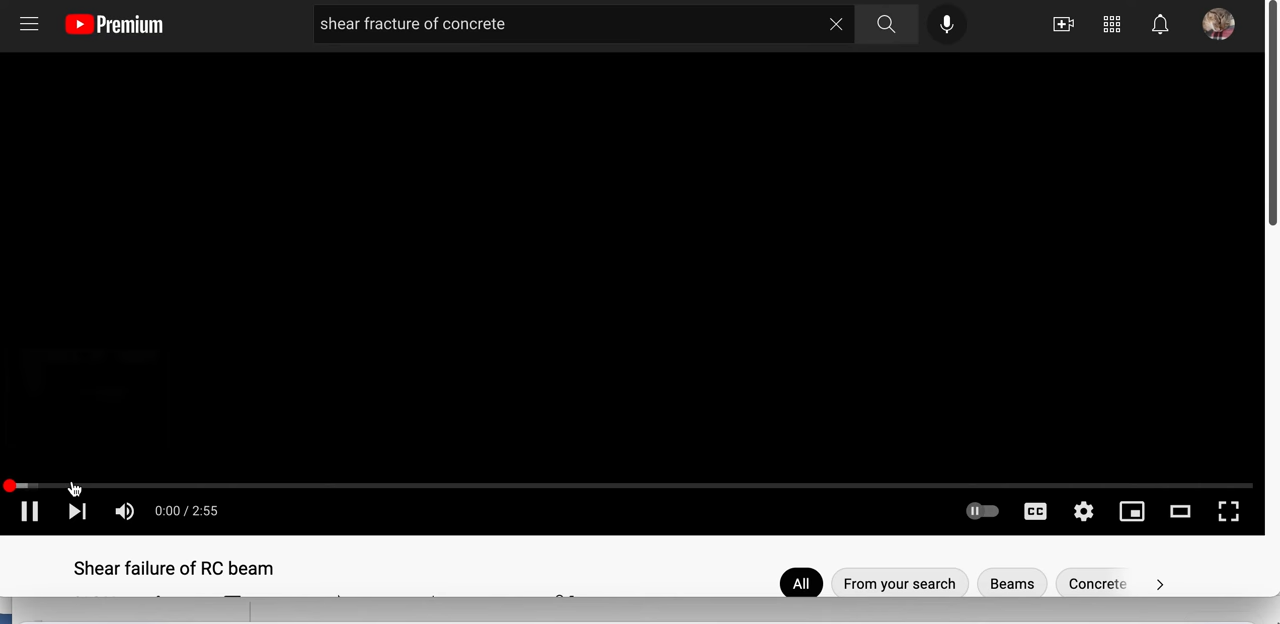 Premium
shear fracture of concrete
0:00 / 2:55
CC
Shear failure of RC beam
All
From your search
Beams
Concrete